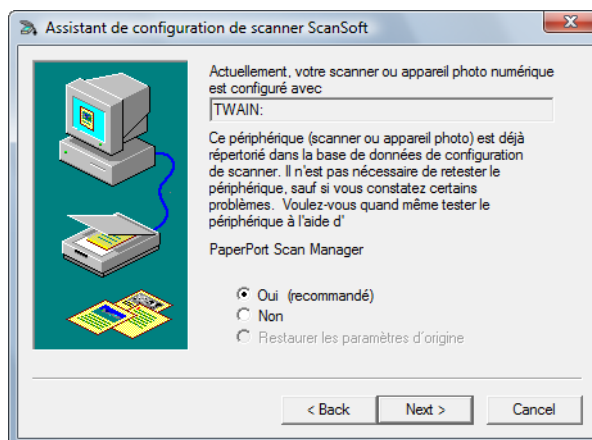 Assistant de configuration de scanner ScanSoft
Actuellement, votre scanner ou appareil photo numérique
est configuré avec
TWAIN:
Ce périphérique (scanner ou appareil photo) est déjà
répertorié dans la base de données de configuration
de scanner. Il n'est pas nécessaire de retester le
périphérique, sauf si vous constatez certains
problèmes. Voulez-vous quand même tester le
périphérique à l'aide d'
PaperPort Scan Manager
Oui (recommandé)
Non
Restaurer les paramètres d'origine
< Back
Next >
Cancel